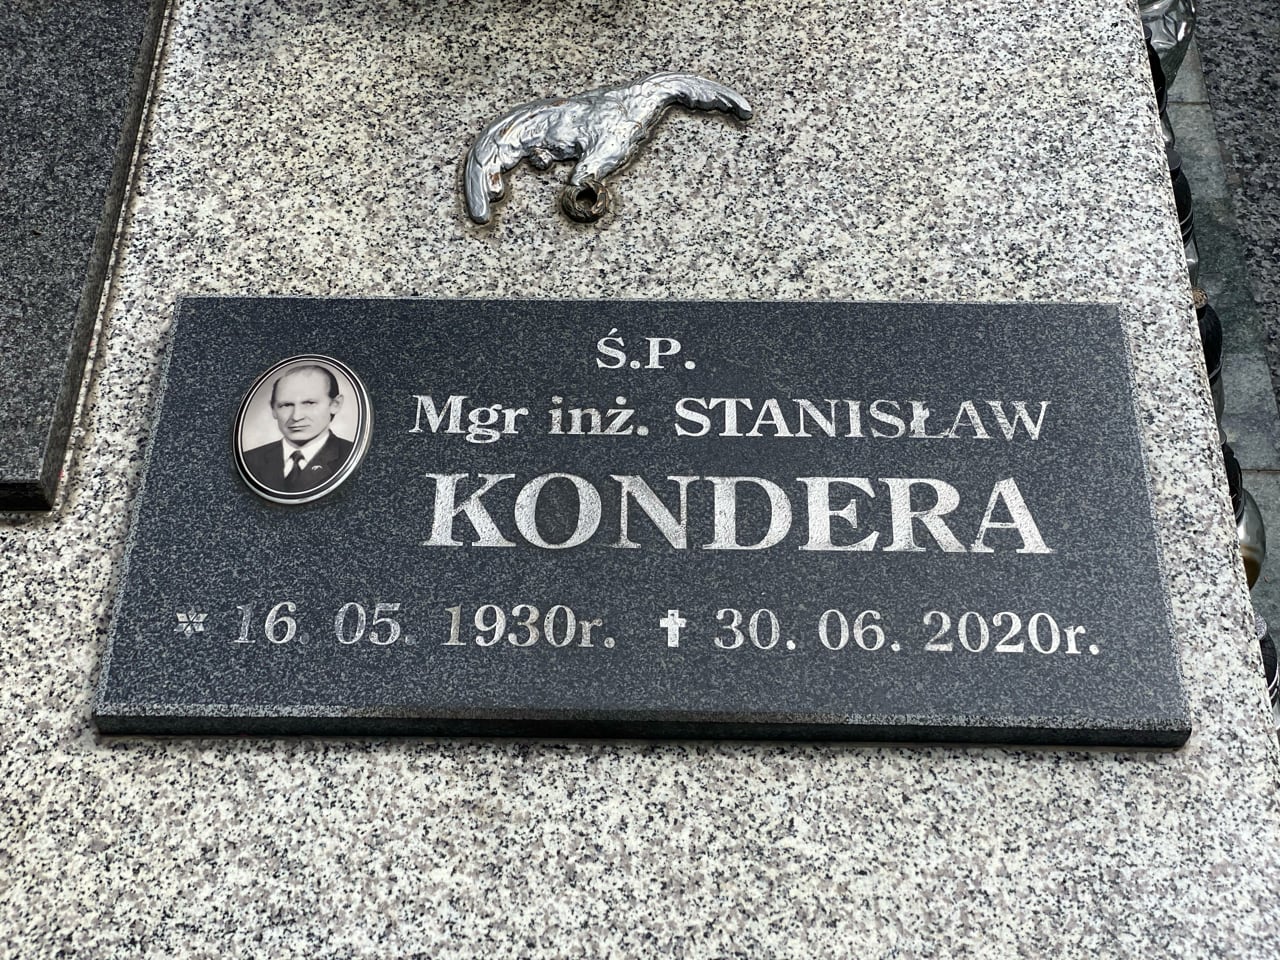 Ś.P.
Mgr inż. STANISŁAW
KONDERA
* 16. 05. 1930r. ✝ 30. 06. 2020r.